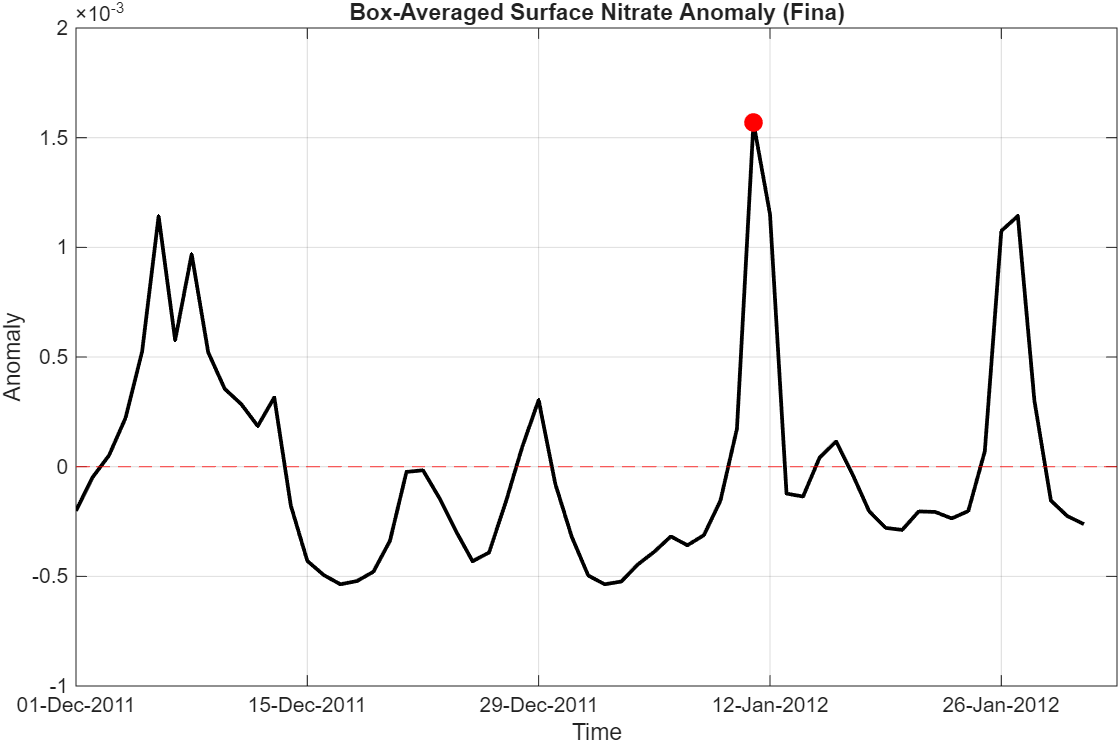 ×10-3
Box-Averaged Surface Nitrate Anomaly (Fina)
2
1.5
1
0.5
0
-0.5
-1
Anomaly
01-Dec-2011 15-Dec-2011 29-Dec-2011 12-Jan-2012 26-Jan-2012
Time